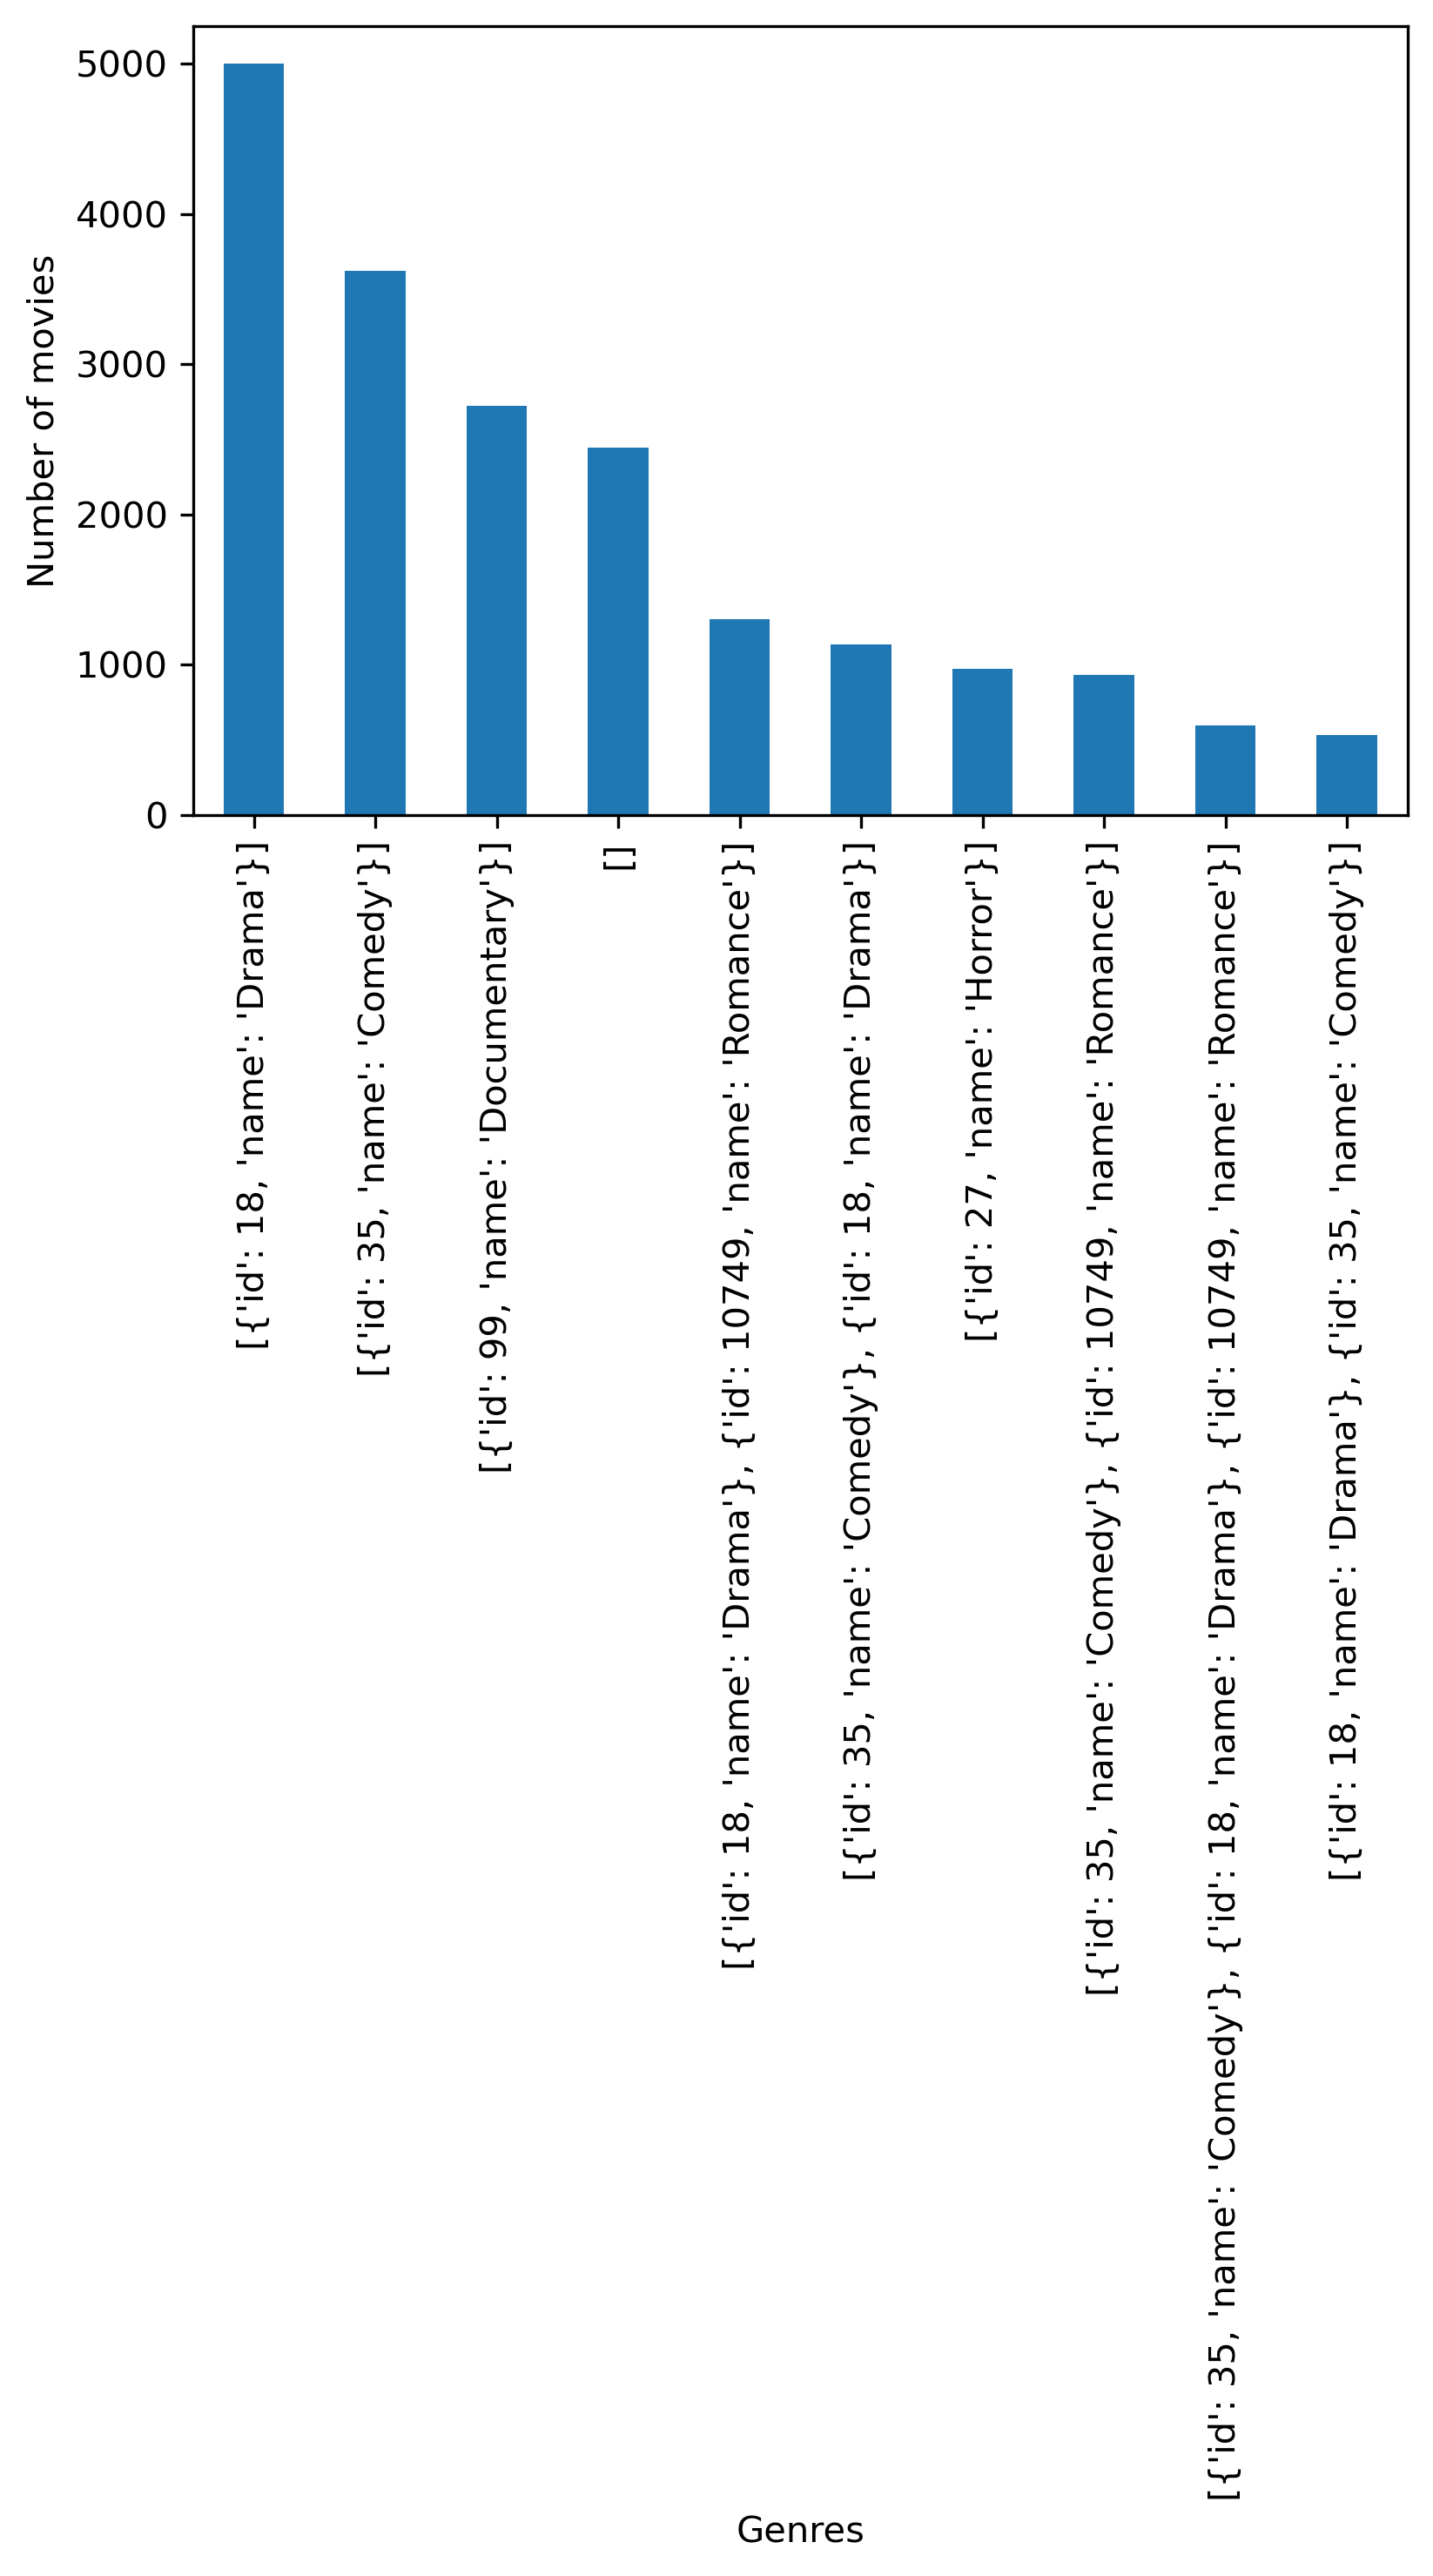 5000
4000
3000
2000
1000
0
Number of movies
[{'id': 18, 'name': 'Drama'}]
[{'id': 35, 'name': 'Comedy'}]
[{'id': 99, 'name': 'Documentary'}]
[]
[{'id': 18, 'name': 'Drama'}, {'id': 10749, 'name': 'Romance'}]
[{'id': 35, 'name': 'Comedy'}, {'id': 18, 'name': 'Drama'}]
[{'id': 27, 'name': 'Horror'}]
[{'id': 35, 'name': 'Comedy'}, {'id': 10749, 'name': 'Romance'}]
[{'id': 35, 'name': 'Comedy'}, {'id': 18, 'name': 'Drama'}, {'id': 10749, 'name': 'Romance'}]
[{'id': 18, 'name': 'Drama'}, {'id': 35, 'name': 'Comedy'}]
Genres